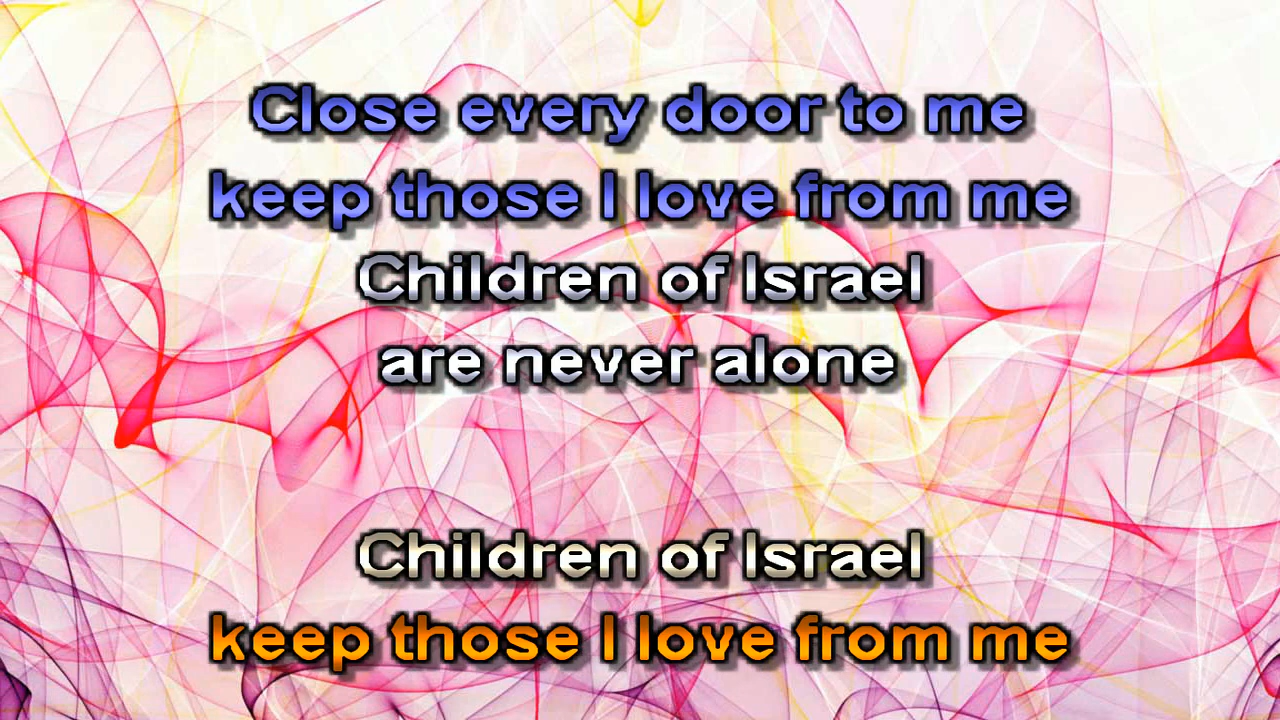 Close every door to me
keep those I love from me
Children of Israel
are never alone
Children of Israel
keep those I love from me